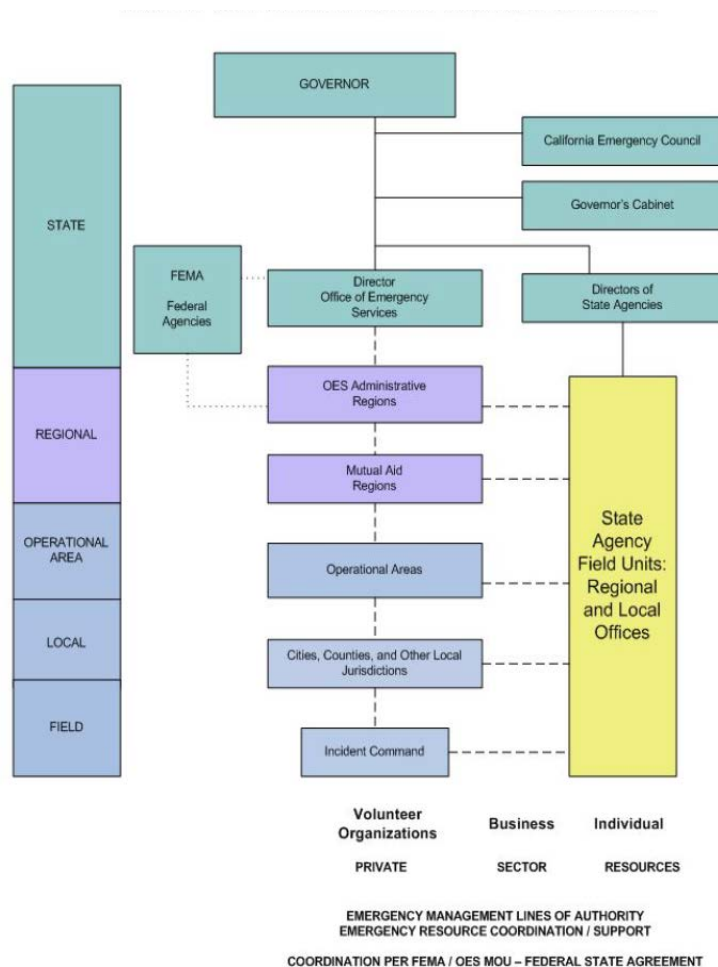 GOVERNOR
California Emergency Council
Governor's Cabinet
STATE
FEMA
Federal
Agencies
Director
Office of Emergency
Services
Directors of
State Agencies
OES Administrative
Regions
REGIONAL
Mutual Aid
Regions
State
Agency
Field Units:
Regional
and Local
Offices
OPERATIONAL
AREA
Operational Areas
LOCAL
Cities, Counties, and Other Local
Jurisdictions
FIELD
Incident Command
Volunteer
Organizations
Business
Individual
PRIVATE
SECTOR
RESOURCES
EMERGENCY MANAGEMENT LINES OF AUTHORITY
EMERGENCY RESOURCE COORDINATION / SUPPORT
COORDINATION PER FEMA / OES MOU – FEDERAL STATE AGREEMENT